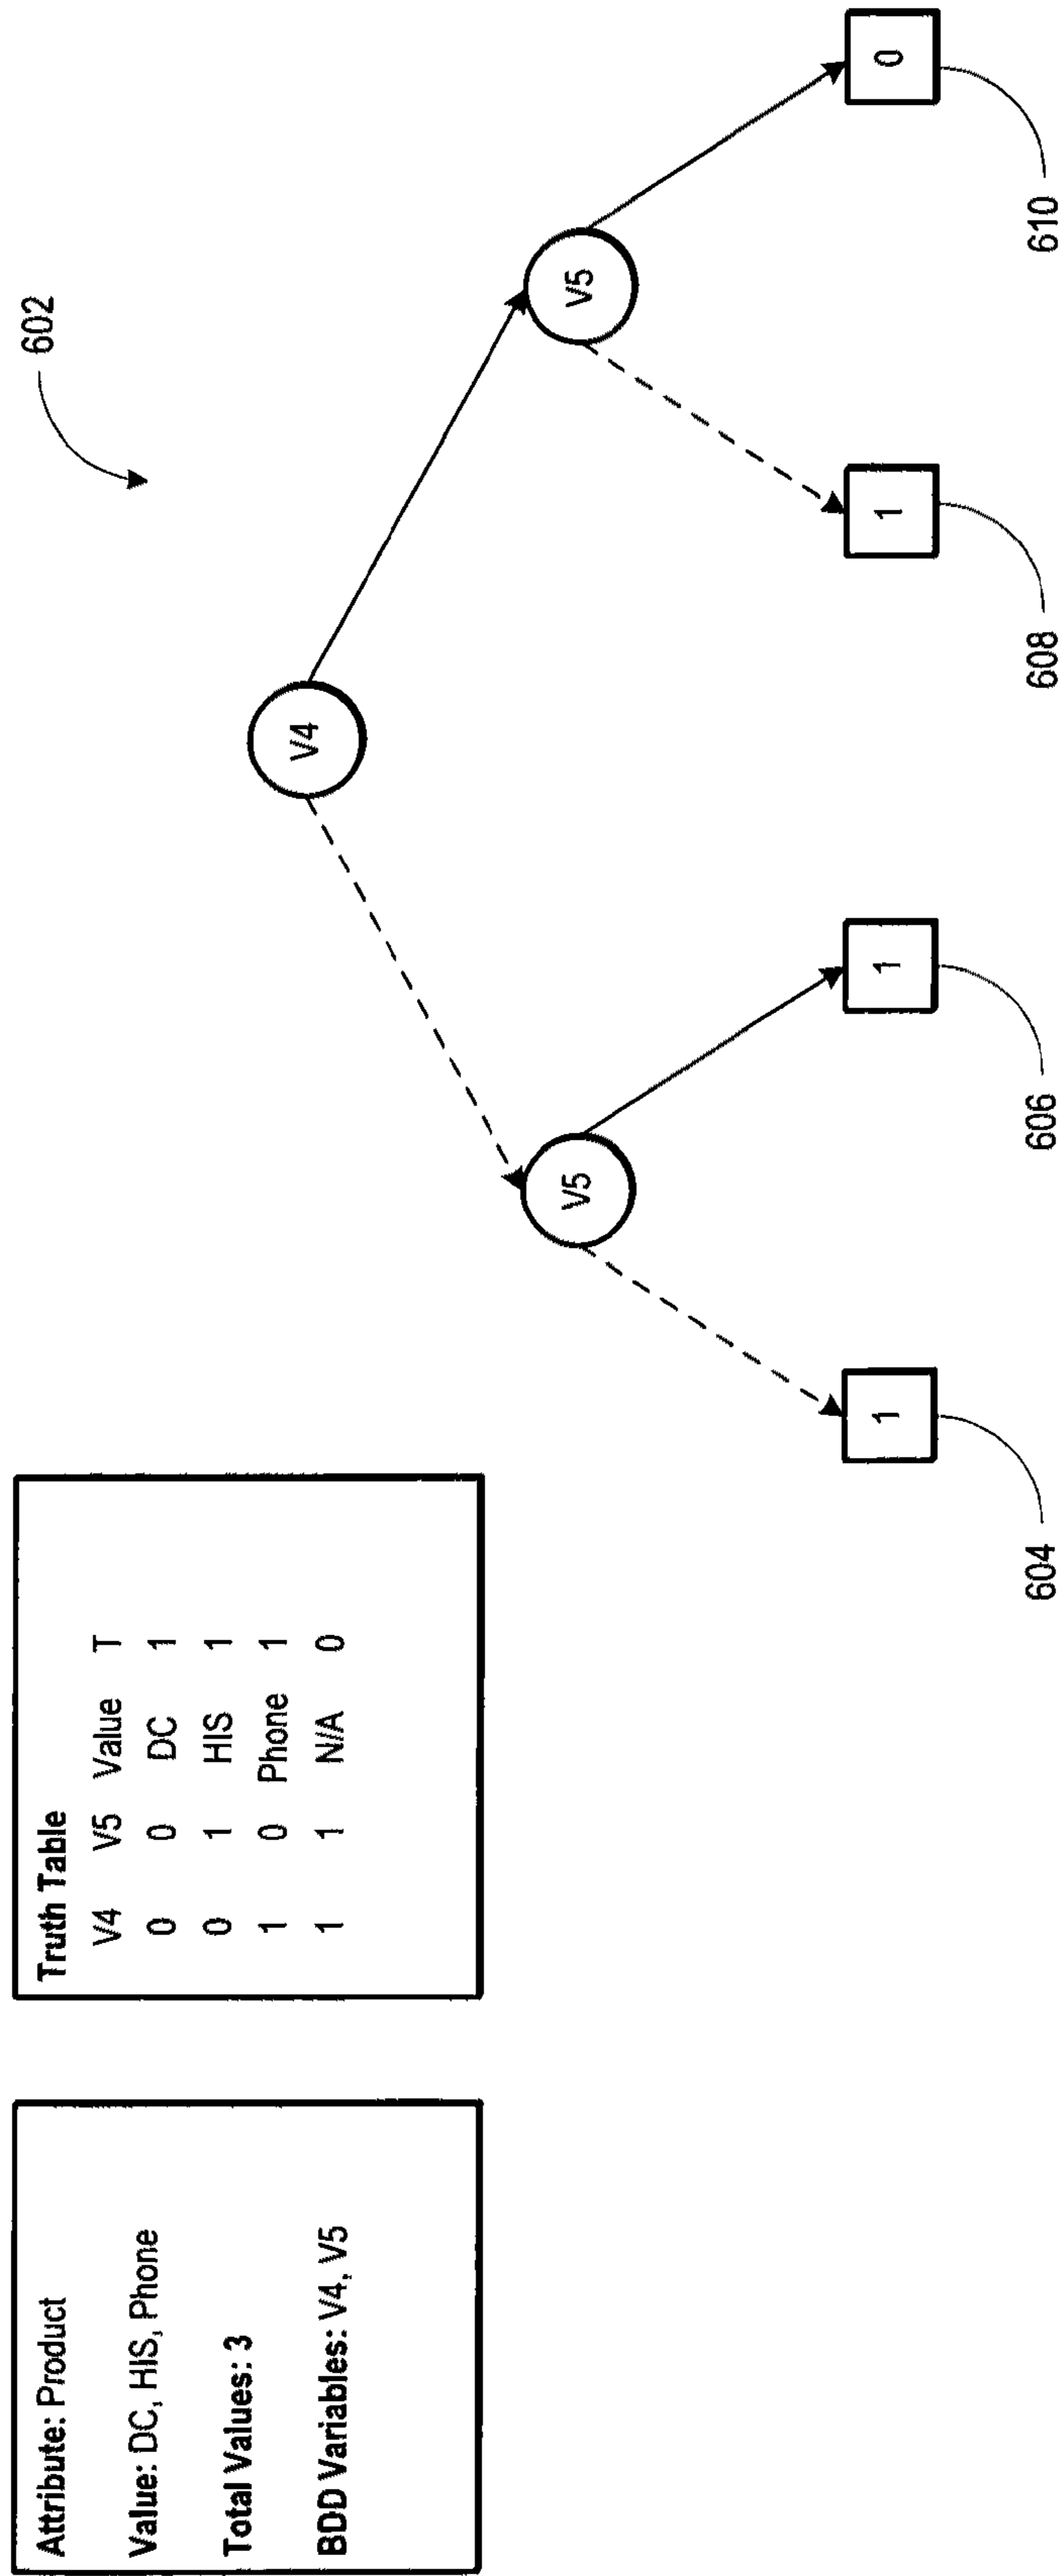 Attribute: Product
Value: DC, HIS, Phone
Total Values: 3
BDD Variables: V4, V5
Truth Table
V4 V5 Value T
0 0 DC 1
0 1 HIS 1
1 0 Phone 1
1 1 N/A 0
602
V4
V5
V5
1
1
1
0
604
606
608
610